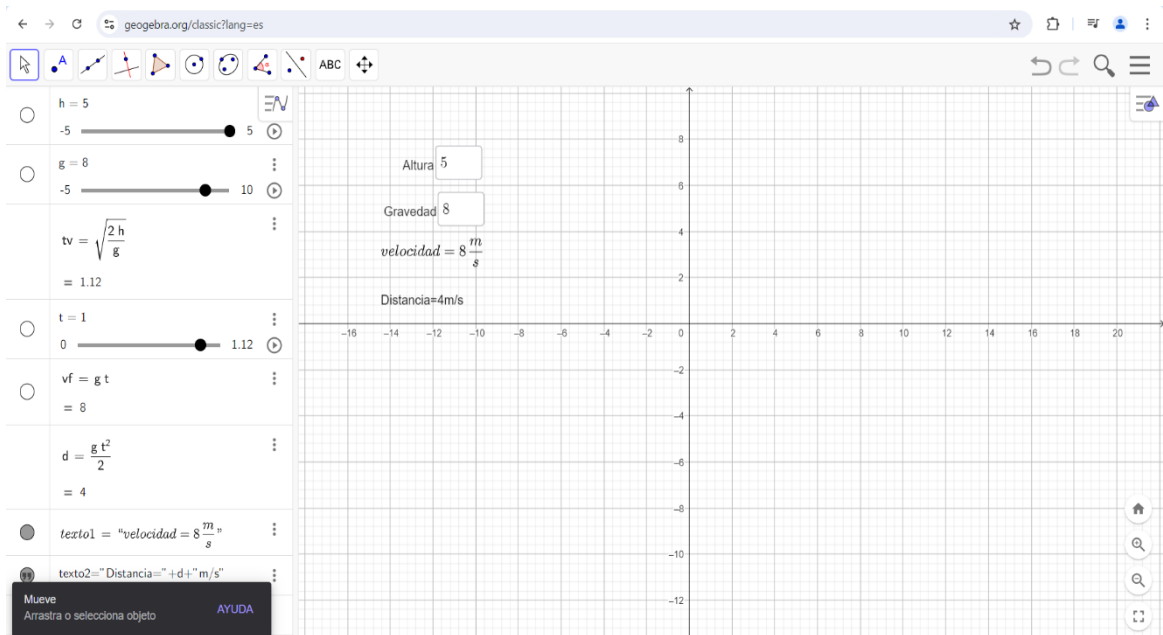 geogebra.org/classic?lang=es
A
ABC
h = 5
-5 5
g = 8
-5 10
tv = √(2 h / g)
= 1.12
t = 1
0 1.12
vf = g t
= 8
d = g t² / 2
= 4
texto1 = “velocidad = 8 m/s”
texto2="Distancia="+d+"m/s"
Mueve
Arrastra o selecciona objeto
AYUDA
Altura 5
Gravedad 8
velocidad = 8 m/s
Distancia=4m/s
8
6
4
2
−16 −14 −12 −10 −8 −6 −4 −2 0 2 4 6 8 10 12 14 16 18 20
−2
−4
−6
−8
−10
−12